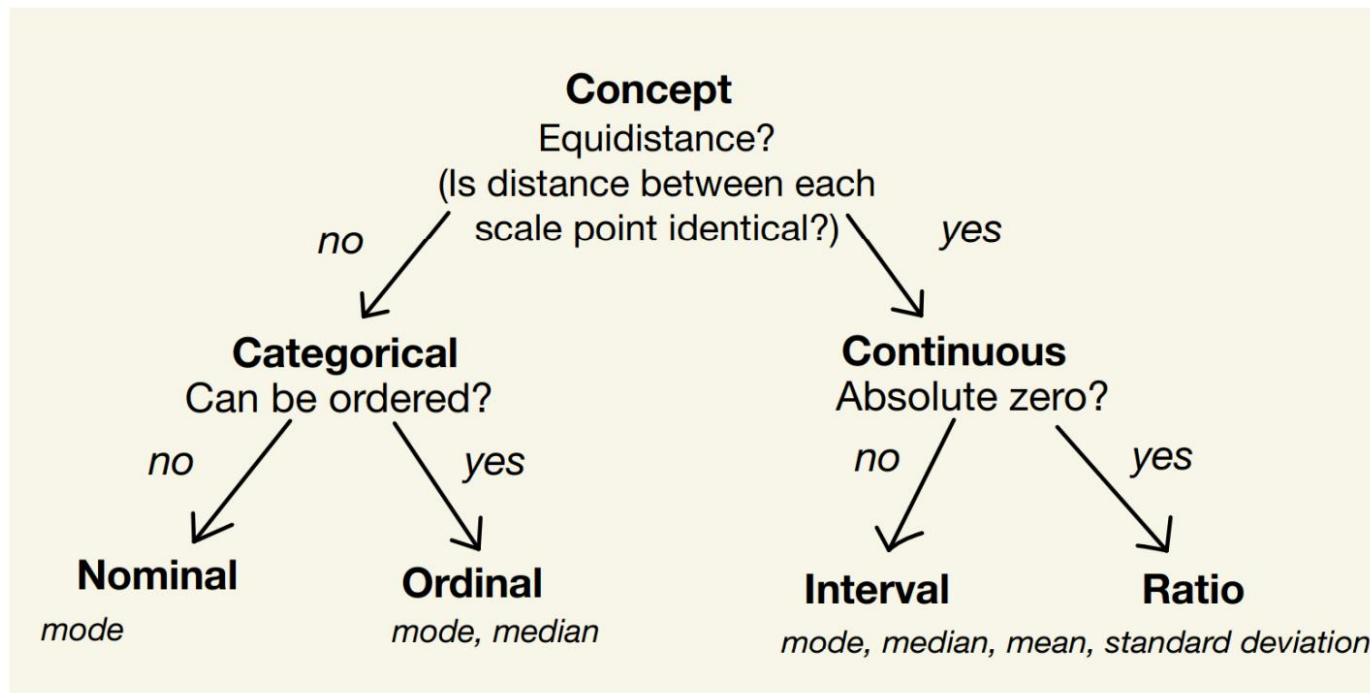 Concept
Equidistance?
(Is distance between each
scale point identical?)
no
yes
Categorical
Can be ordered?
Continuous
Absolute zero?
no
yes
no
yes
Nominal
mode
Ordinal
mode, median
Interval
Ratio
mode, median, mean, standard deviation